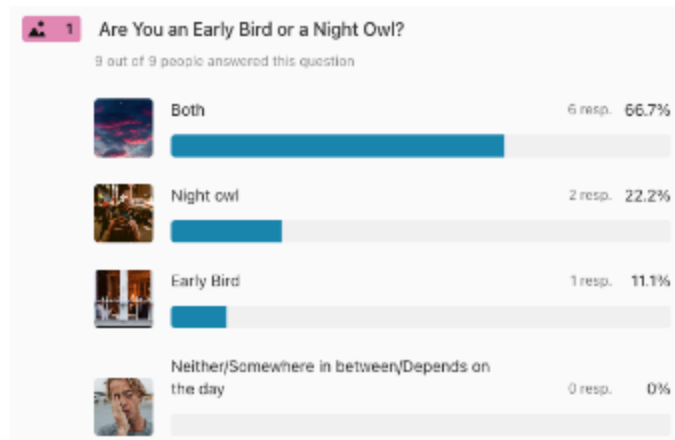 1 Are You an Early Bird or a Night Owl?
9 out of 9 people answered this question
Both 6 resp. 66.7%
Night owl 2 resp. 22.2%
Early Bird 1 resp. 11.1%
Neither/Somewhere in between/Depends on
the day 0 resp. 0%